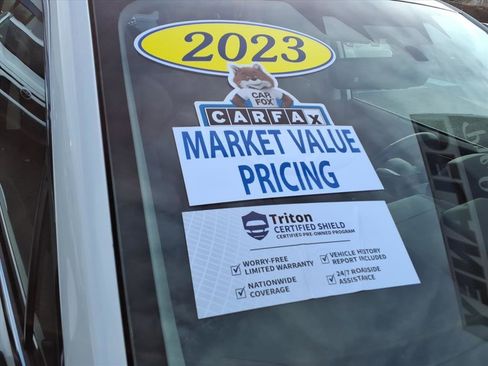 2023
CAR
FOX
CARFAX
MARKET VALUE
PRICING
Triton
CERTIFIED SHIELD
CERTIFIED PRE-OWNED PROGRAM
WORRY-FREE
LIMITED WARRANTY
NATIONWIDE
COVERAGE
VEHICLE HISTORY
REPORT INCLUDED
24/7 ROADSIDE
ASSISTANCE